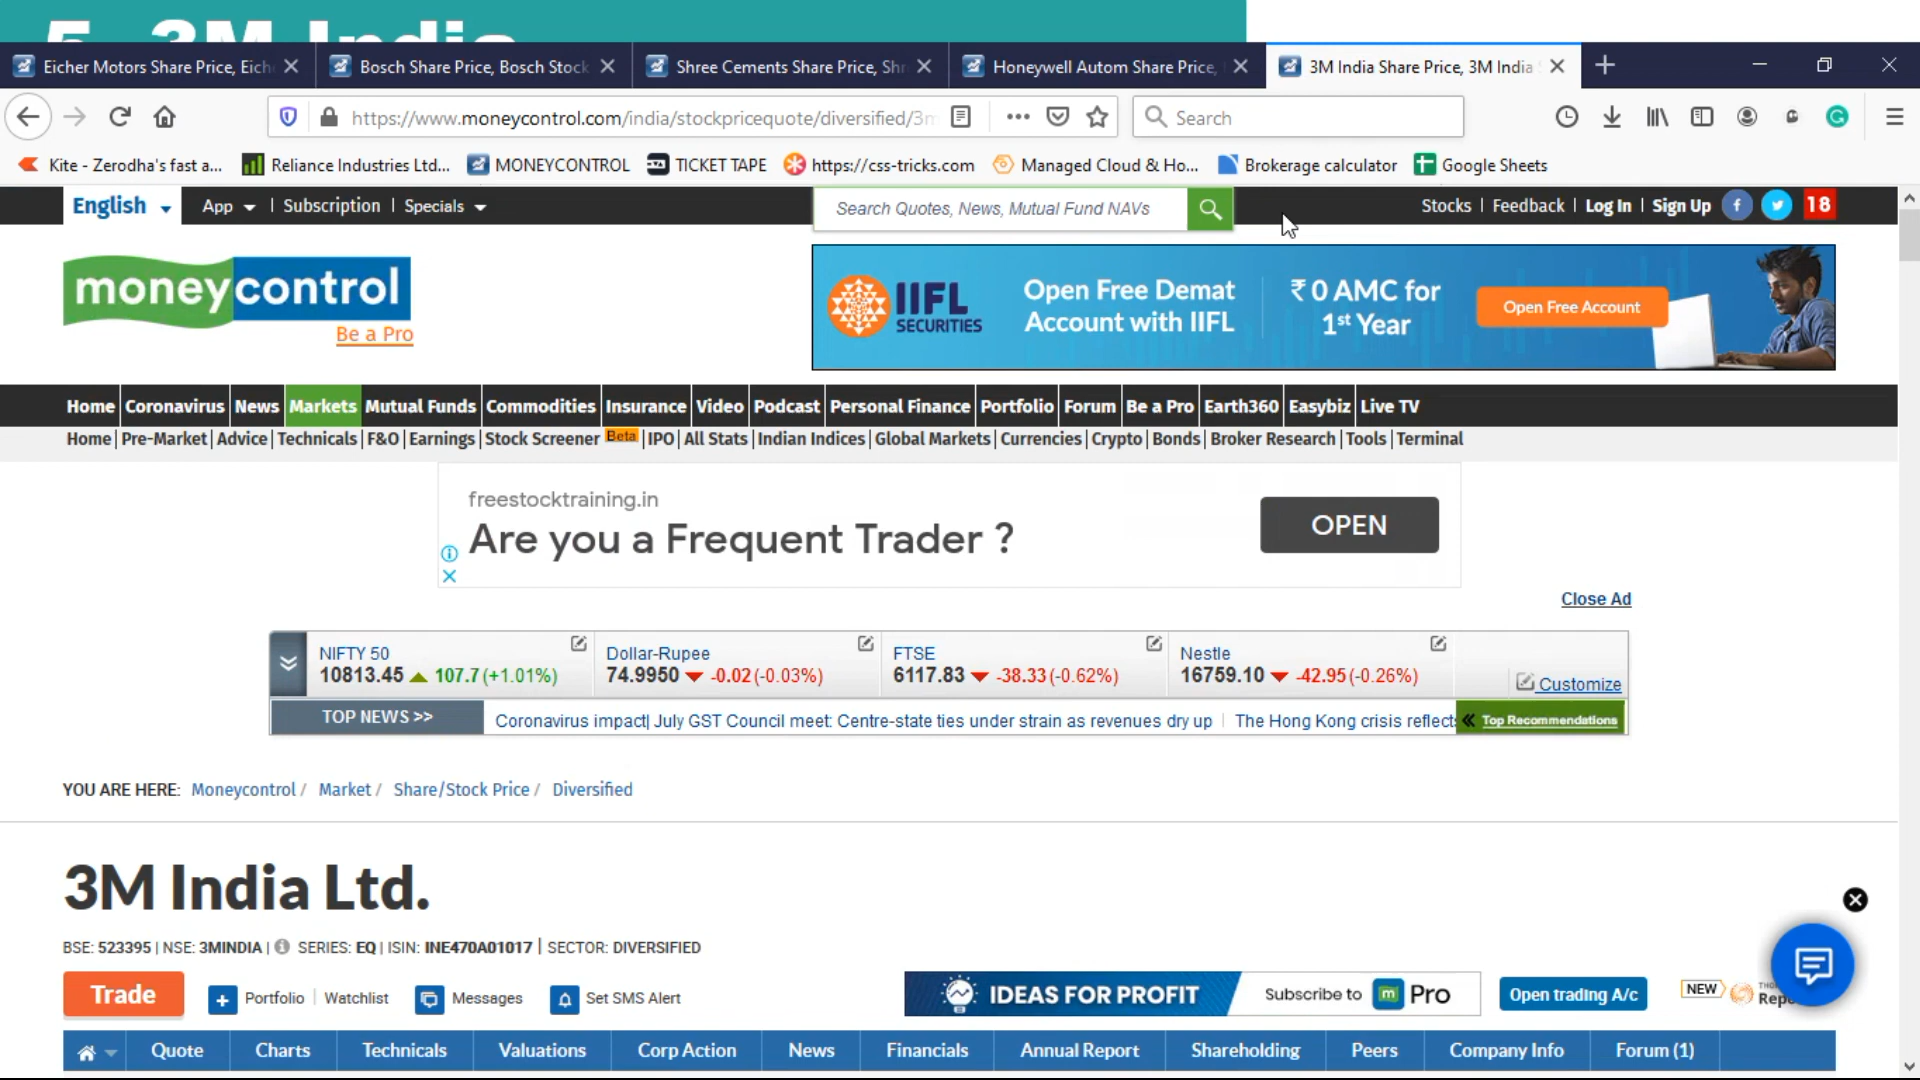 5. 3M India
Eicher Motors Share Price, Eich
Bosch Share Price, Bosch Stock
Shree Cements Share Price, Shr
Honeywell Autom Share Price,
3M India Share Price, 3M India
https://www.moneycontrol.com/india/stockpricequote/diversified/3m
Search
Kite - Zerodha's fast a...
Reliance Industries Ltd...
MONEYCONTROL
TICKET TAPE
https://css-tricks.com
Managed Cloud & Ho...
Brokerage calculator
Google Sheets
English
App | Subscription | Specials
Search Quotes, News, Mutual Fund NAVs
Stocks | Feedback | Log In | Sign Up
18
moneycontrol
Be a Pro
IIFL
SECURITIES
Open Free Demat
Account with IIFL
₹ 0 AMC for
1st Year
Open Free Account
Home Coronavirus News Markets Mutual Funds Commodities Insurance Video Podcast Personal Finance Portfolio Forum Be a Pro Earth360 Easybiz Live TV
Home | Pre-Market | Advice | Technicals | F&O | Earnings | Stock Screener Beta | IPO | All Stats | Indian Indices | Global Markets | Currencies | Crypto | Bonds | Broker Research | Tools | Terminal
freestocktraining.in
Are you a Frequent Trader ?
OPEN
Close Ad
NIFTY 50
10813.45 107.7 (+1.01%)
Dollar-Rupee
74.9950 -0.02 (-0.03%)
FTSE
6117.83 -38.33 (-0.62%)
Nestle
16759.10 -42.95 (-0.26%)
Customize
TOP NEWS >>
Coronavirus impact| July GST Council meet: Centre-state ties under strain as revenues dry up | The Hong Kong crisis reflects
Top Recommendations
YOU ARE HERE: Moneycontrol / Market / Share/Stock Price / Diversified
3M India Ltd.
BSE: 523395 | NSE: 3MINDIA | SERIES: EQ | ISIN: INE470A01017 | SECTOR: DIVERSIFIED
Trade
Portfolio | Watchlist
Messages
Set SMS Alert
IDEAS FOR PROFIT
Subscribe to m Pro
Open trading A/c
NEW
Quote Charts Technicals Valuations Corp Action News Financials Annual Report Shareholding Peers Company Info Forum (1)